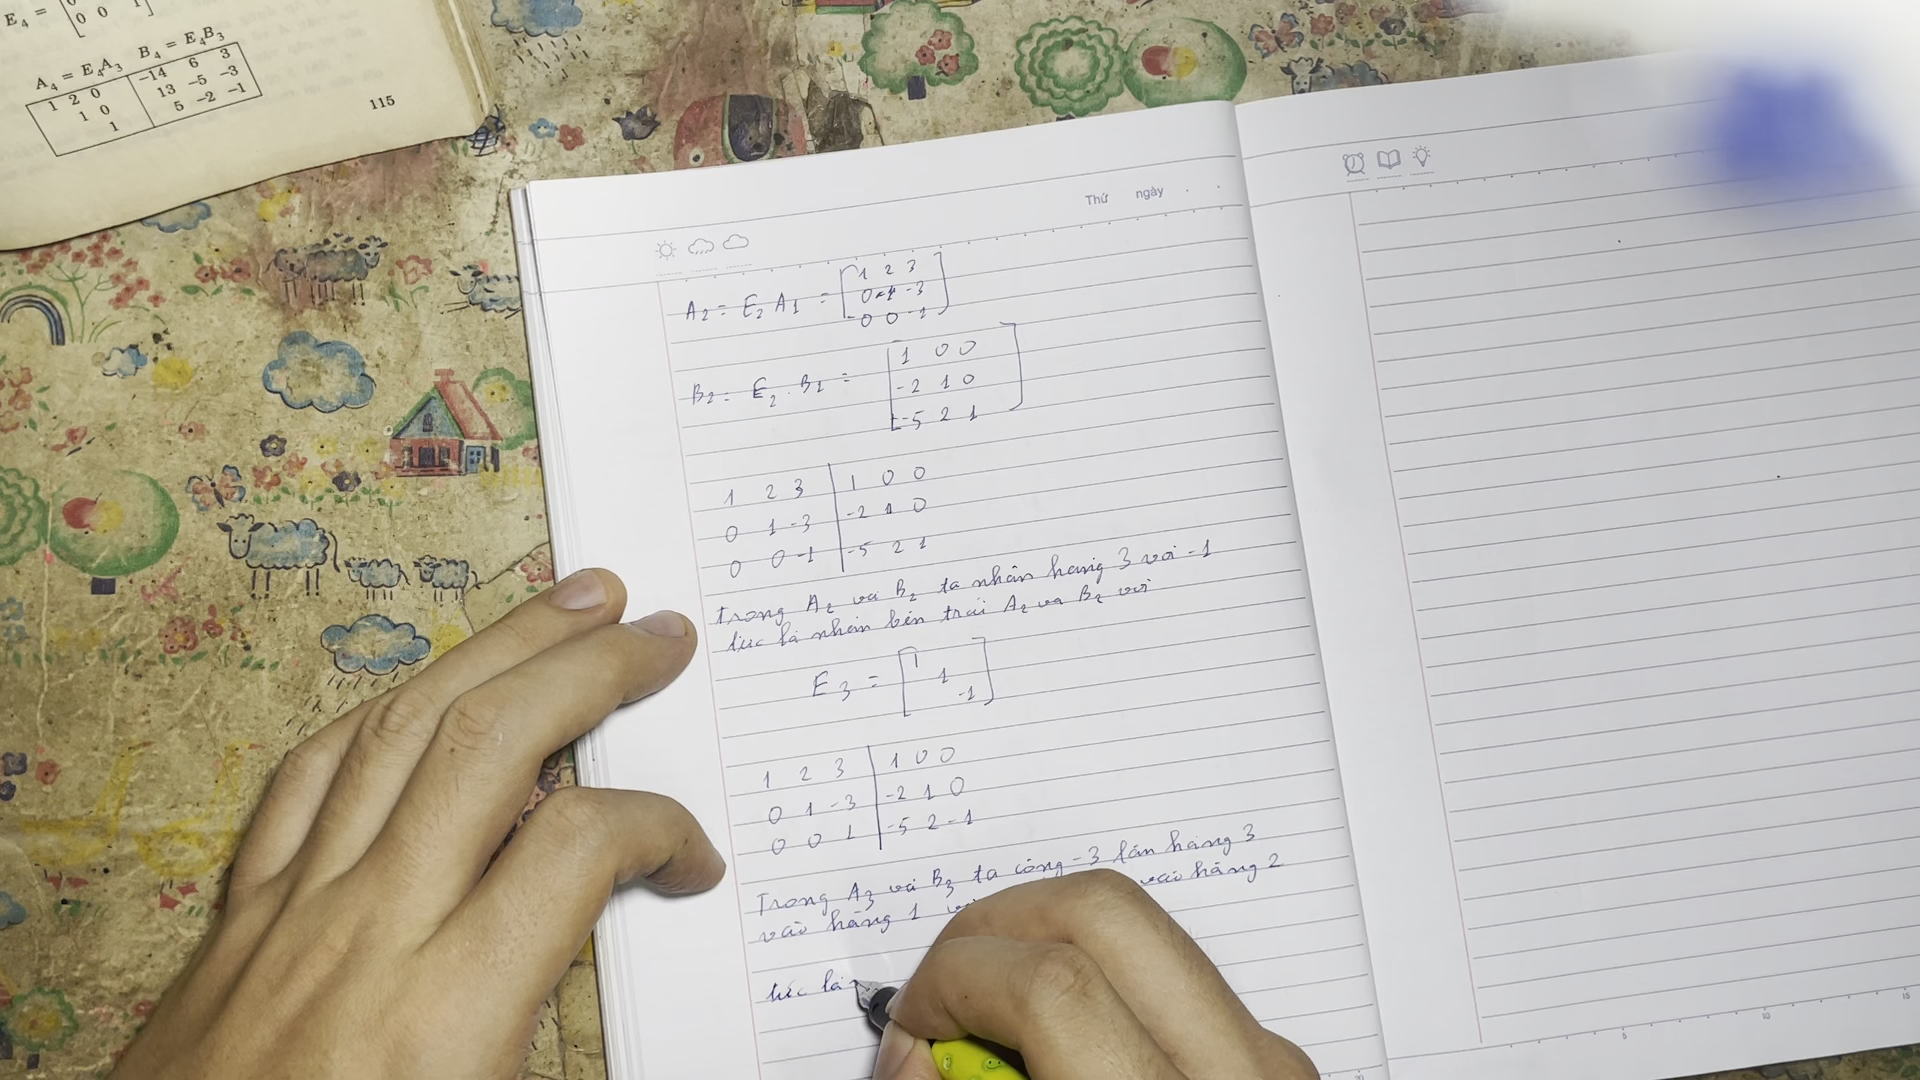 E₄ =
0 0 1
A₄ = E₄A₃ B₄ = E₄B₃
1 2 0 -14 6 3
1 0 13 -5 -3
1 5 -2 -1
115
Thứ ngày
A₂ = E₂ A₁ = 1 2 3
0 1 -3
0 0 -1
B₂ = E₂ . B₁ = 1 0 0
-2 1 0
-5 2 1
1 2 3 | 1 0 0
0 1 -3 | -2 1 0
0 0 -1 | -5 2 1
trong A₂ và B₂ ta nhân hàng 3 với -1
tức là nhân bên trái A₂ và B₂ với
E₃ = 1
1
-1
1 2 3 | 1 0 0
0 1 -3 | -2 1 0
0 0 1 | -5 2 -1
Trong A₃ và B₃ ta cộng -3 lần hàng 3
vào hàng 1 vào hàng 2
tức là
5 10 15
20